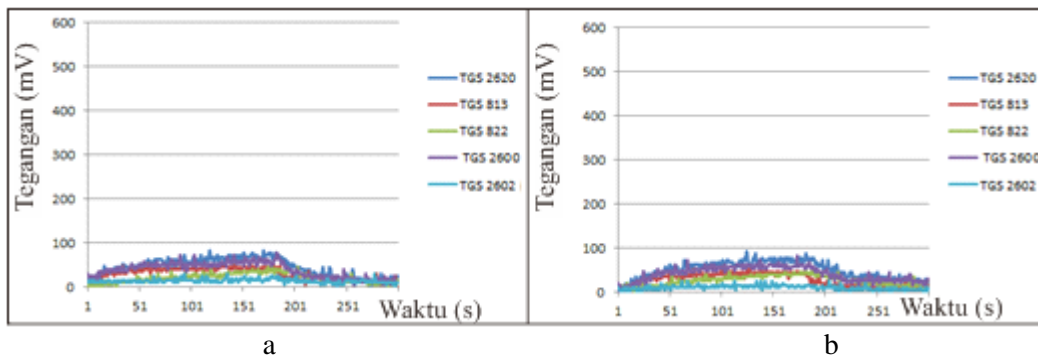 600
500
400
300
200
100
0
Tegangan (mV)
1 51 101 151 201 251
Waktu (s)
TGS 2620
TGS 813
TGS 822
TGS 2600
TGS 2602
a
600
500
400
300
200
100
0
Tegangan (mV)
1 51 101 151 201 251
Waktu (s)
TGS 2620
TGS 813
TGS 822
TGS 2600
TGS 2602
b